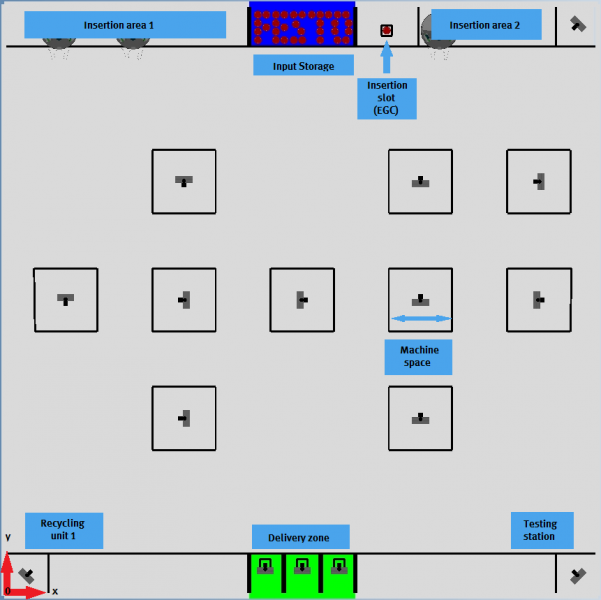 Insertion area 1
Insertion area 2
Input Storage
Insertion
slot
(EGC)
Machine
space
Recycling
unit 1
Delivery zone
Testing
station
y
0
x